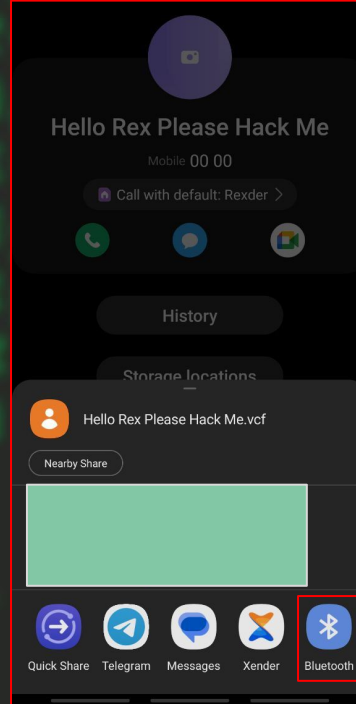 Hello Rex Please Hack Me
Mobile 00 00
Call with default: Rexder >
History
Storage locations
Hello Rex Please Hack Me.vcf
Nearby Share
Quick Share
Telegram
Messages
Xender
Bluetooth